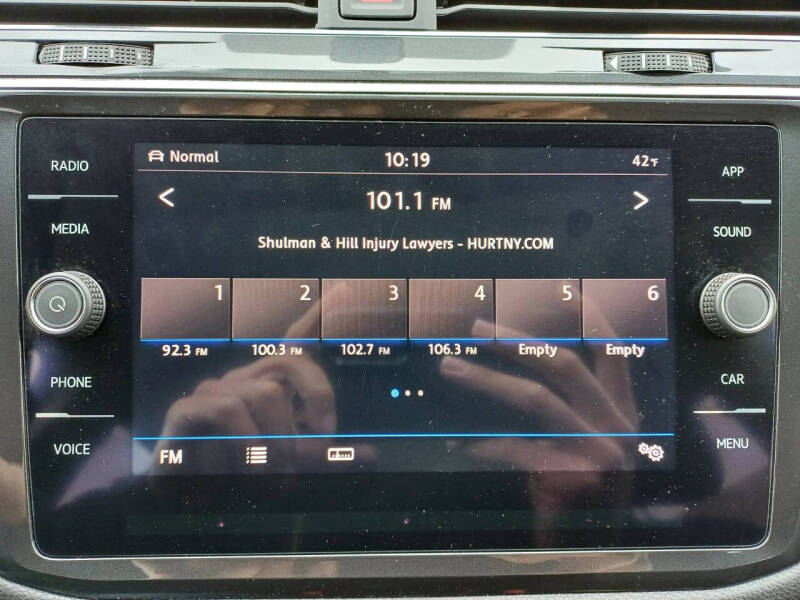 RADIO
MEDIA
PHONE
VOICE
Normal 10:19 42°F
< 101.1 FM >
Shulman & Hill Injury Lawyers - HURTNY.COM
1 2 3 4 5 6
92.3 FM 100.3 FM 102.7 FM 106.3 FM Empty Empty
FM
APP
SOUND
CAR
MENU